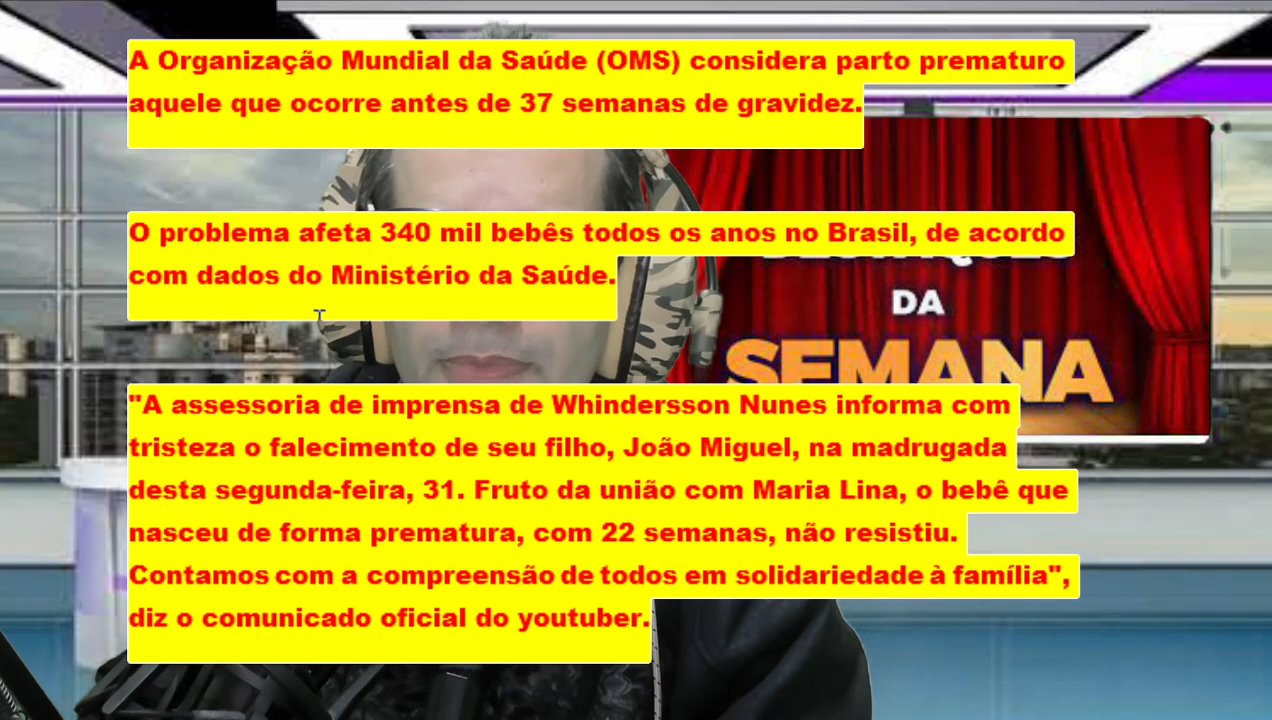 A Organização Mundial da Saúde (OMS) considera parto prematuro
aquele que ocorre antes de 37 semanas de gravidez.
O problema afeta 340 mil bebês todos os anos no Brasil, de acordo
com dados do Ministério da Saúde.
DA
SEMANA
"A assessoria de imprensa de Whindersson Nunes informa com
tristeza o falecimento de seu filho, João Miguel, na madrugada
desta segunda-feira, 31. Fruto da união com Maria Lina, o bebê que
nasceu de forma prematura, com 22 semanas, não resistiu.
Contamos com a compreensão de todos em solidariedade à família",
diz o comunicado oficial do youtuber.